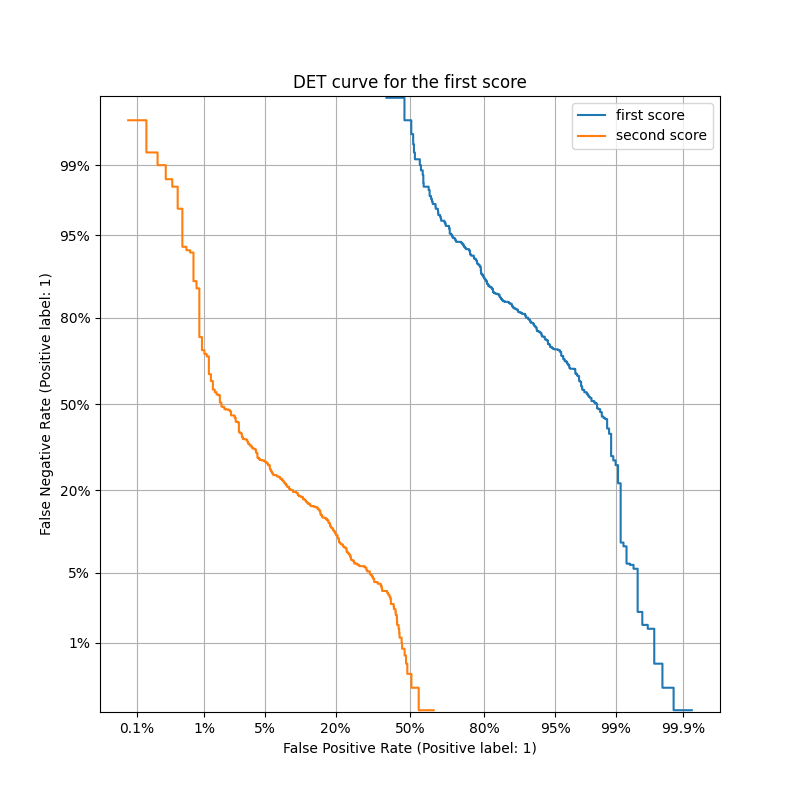 DET curve for the first score
first score
second score
99%
95%
80%
50%
20%
5%
1%
False Negative Rate (Positive label: 1)
0.1% 1% 5% 20% 50% 80% 95% 99% 99.9%
False Positive Rate (Positive label: 1)